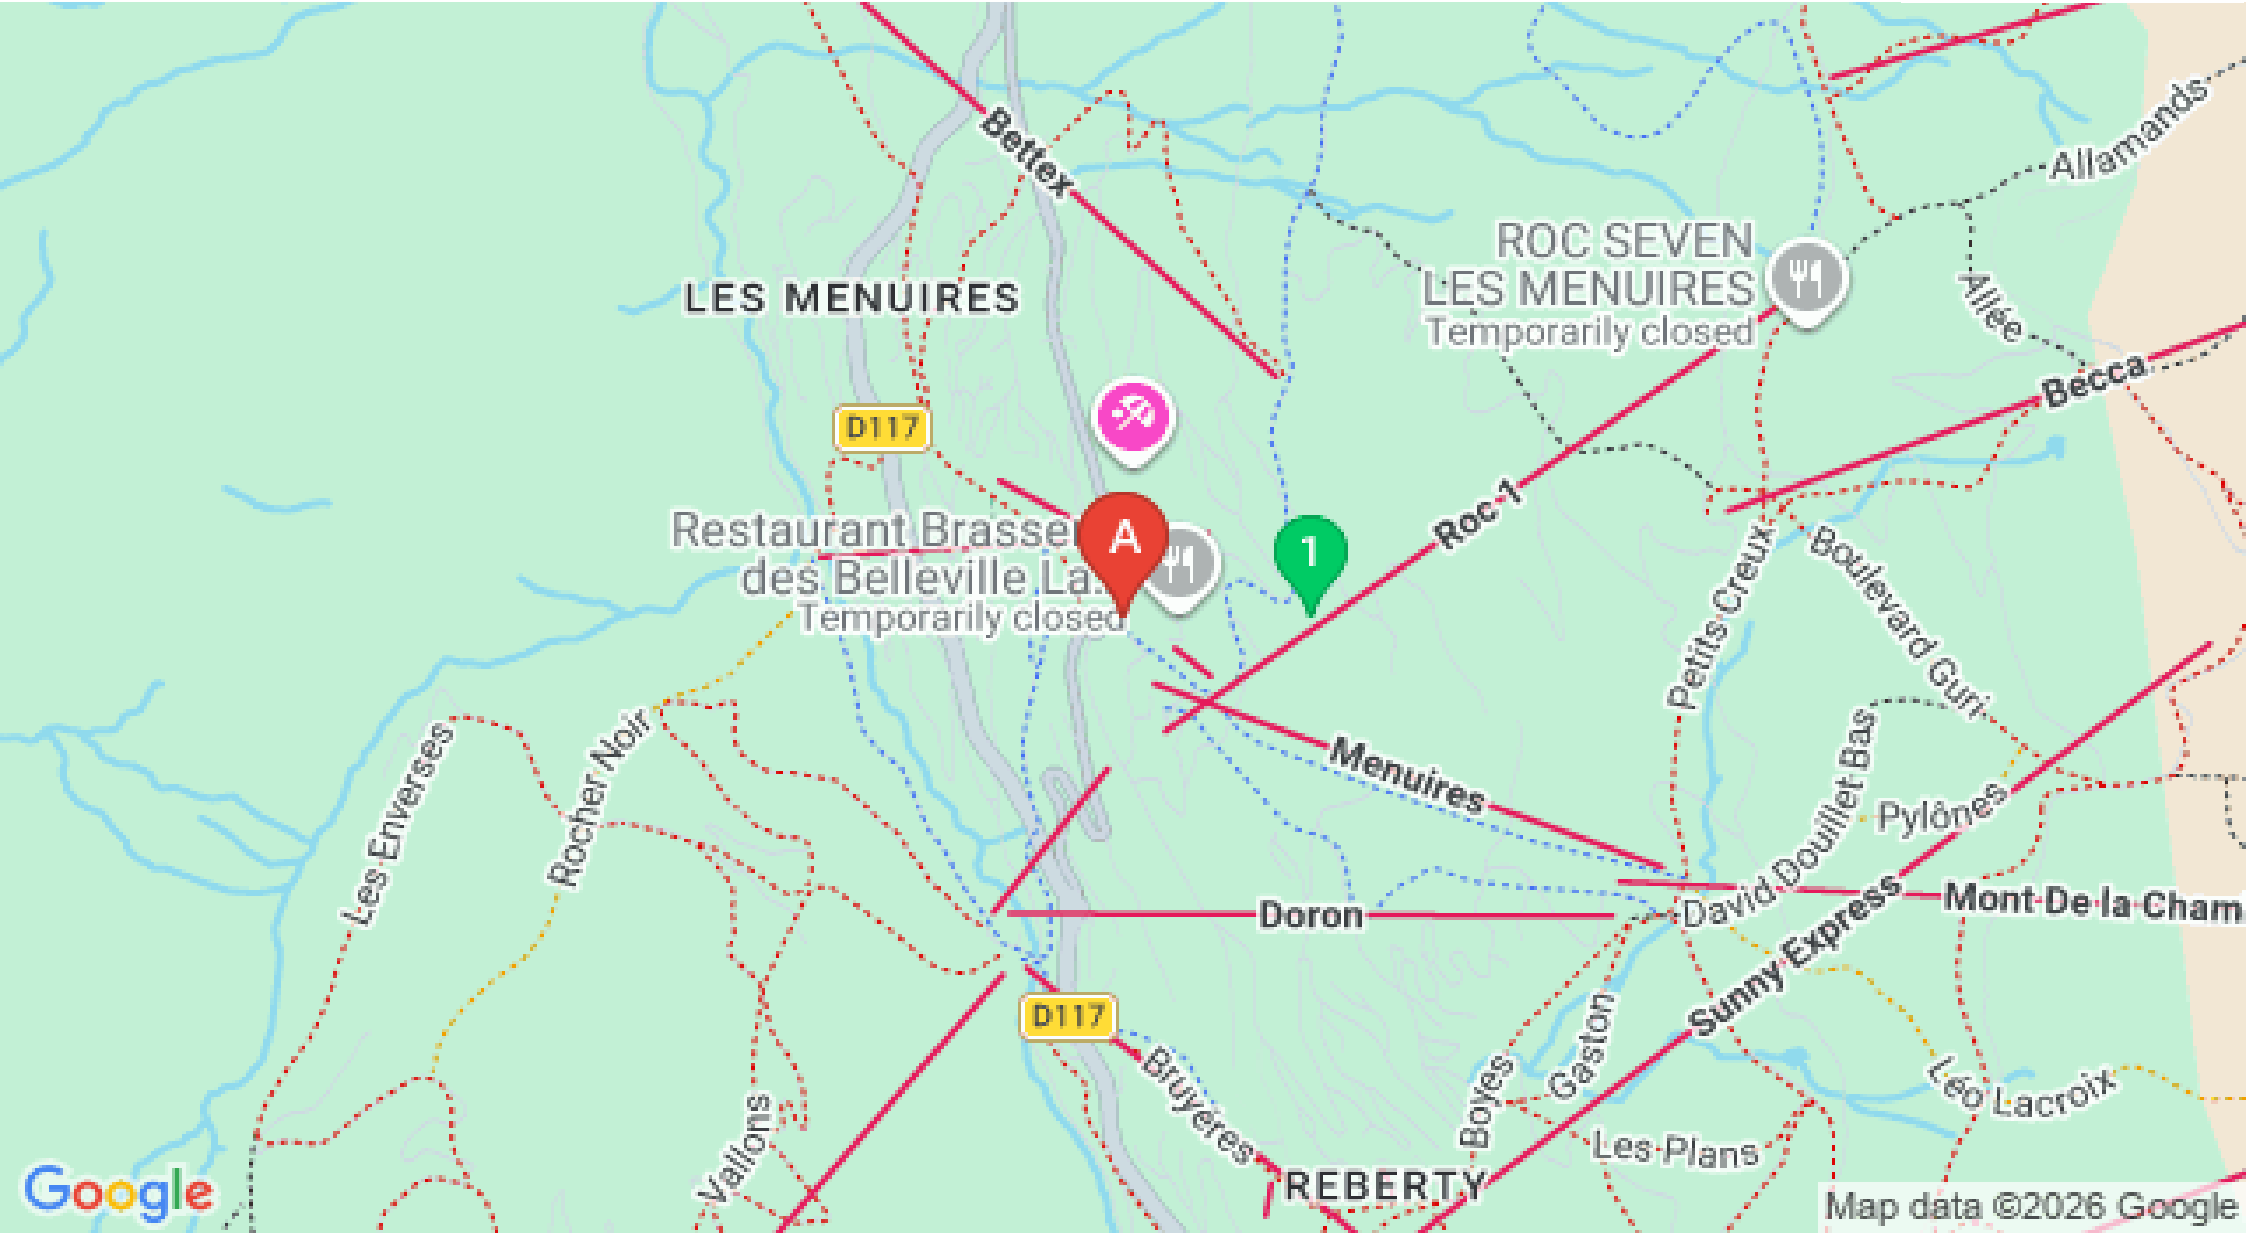 Bettex
Allamands
ROC SEVEN
LES MENUIRES
Temporarily closed
LES MENUIRES
Allée
Becca
D117
Roc 1
Restaurant Brasser
des Belleville La...
Temporarily closed
A
1
Petits Creux
Boulevard Guri
Les Enverses
Rocher Noir
Menuires
David Douillet Bas
Pylônes
Doron
Mont De la Cham
Sunny Express
D117
Bruyéres
Gaston
Boyes
Léo Lacroix
Les Plans
Vallons
REBERTY
Google
Map data ©2026 Google